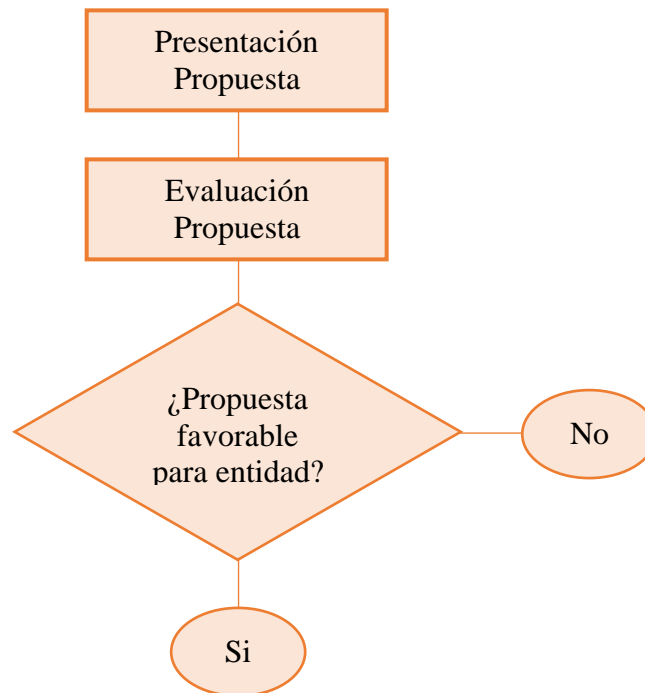 Presentación
Propuesta
Evaluación
Propuesta
¿Propuesta
favorable
para entidad?
No
Si